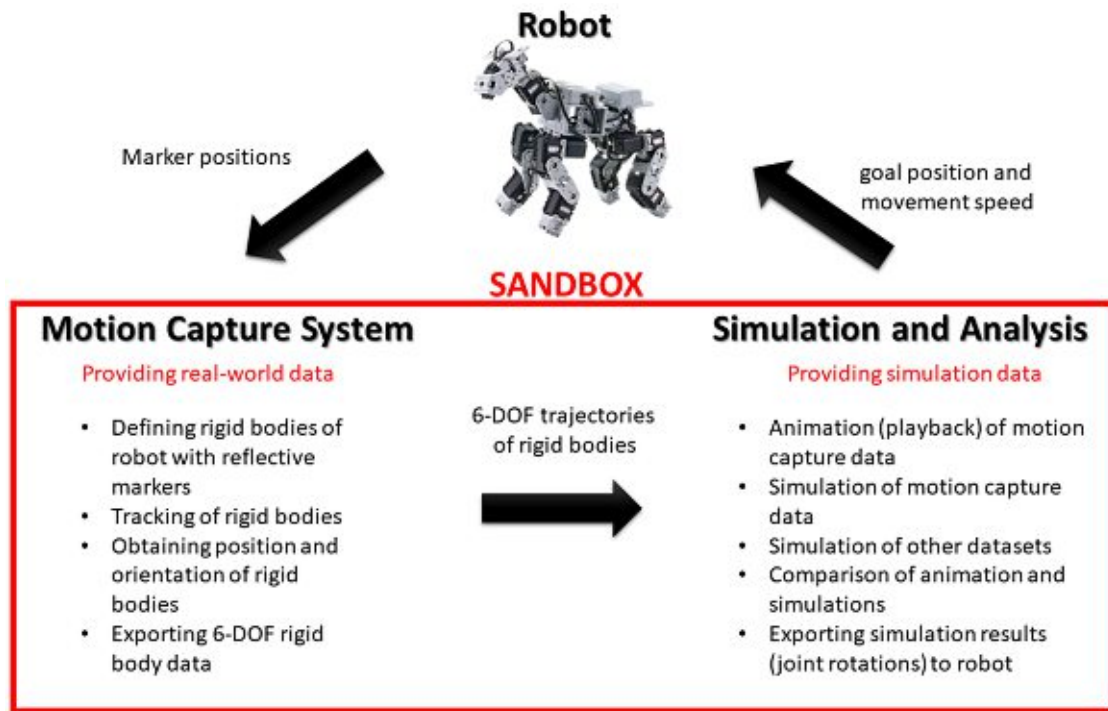 Robot
Marker positions
goal position and
movement speed
SANDBOX
Motion Capture System
Providing real-world data
• Defining rigid bodies of
robot with reflective
markers
• Tracking of rigid bodies
• Obtaining position and
orientation of rigid
bodies
• Exporting 6-DOF rigid
body data
6-DOF trajectories
of rigid bodies
Simulation and Analysis
Providing simulation data
• Animation (playback) of motion
capture data
• Simulation of motion capture
data
• Simulation of other datasets
• Comparison of animation and
simulations
• Exporting simulation results
(joint rotations) to robot